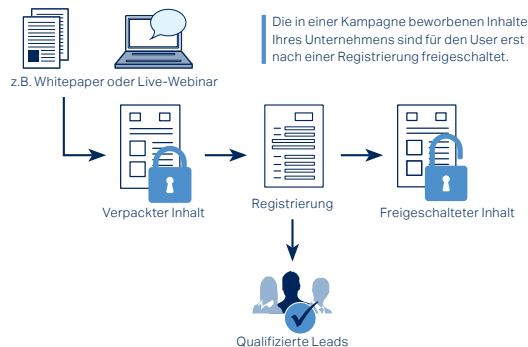 Die in einer Kampagne beworbenen Inhalte
Ihres Unternehmens sind für den User erst
nach einer Registrierung freigeschaltet.
z.B. Whitepaper oder Live-Webinar
Verpackter Inhalt
Registrierung
Freigeschalteter Inhalt
Qualifizierte Leads